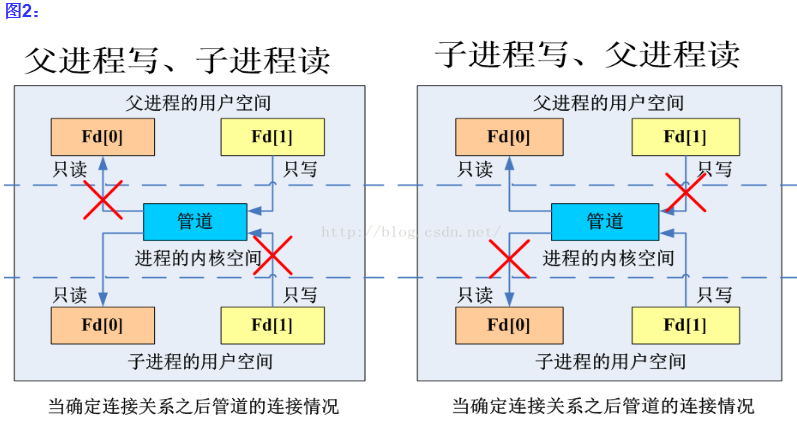 图2：
父进程写、子进程读
父进程的用户空间
Fd[0]
Fd[1]
只读
只写
管道
进程的内核空间
只读
只写
Fd[0]
Fd[1]
子进程的用户空间
当确定连接关系之后管道的连接情况
子进程写、父进程读
父进程的用户空间
Fd[0]
Fd[1]
只读
只写
管道
进程的内核空间
只读
只写
Fd[0]
Fd[1]
子进程的用户空间
当确定连接关系之后管道的连接情况
http://blog.csdn.net/